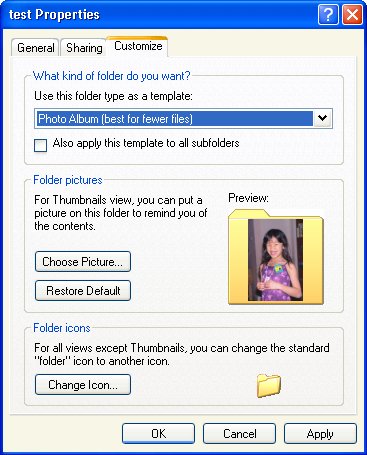 test Properties
General Sharing Customize
What kind of folder do you want?
Use this folder type as a template:
Photo Album (best for fewer files)
Also apply this template to all subfolders
Folder pictures
For Thumbnails view, you can put a
picture on this folder to remind you of
the contents.
Preview:
Choose Picture...
Restore Default
Folder icons
For all views except Thumbnails, you can change the standard
"folder" icon to another icon.
Change Icon...
OK Cancel Apply